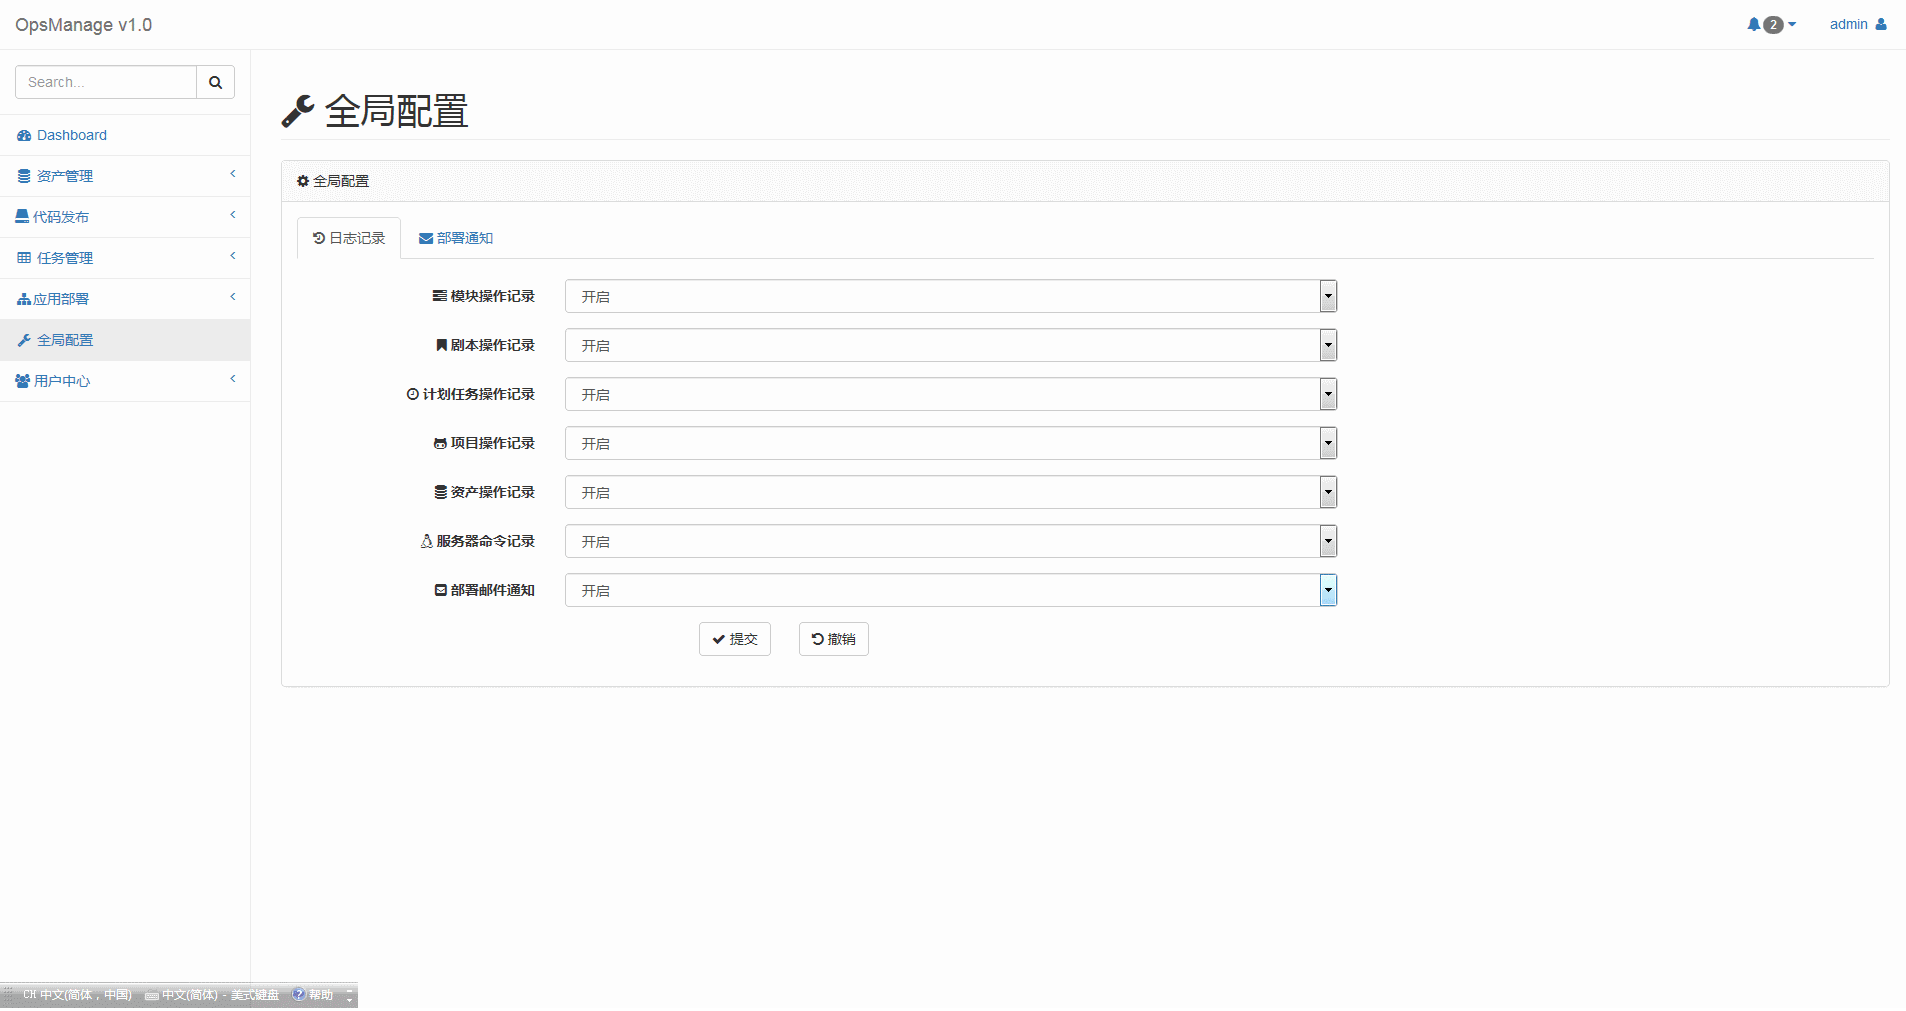 OpsManage v1.0
2
admin
Search...
Dashboard
资产管理
代码发布
任务管理
应用部署
全局配置
用户中心
全局配置
全局配置
日志记录
部署通知
模块操作记录 开启
剧本操作记录 开启
计划任务操作记录 开启
项目操作记录 开启
资产操作记录 开启
服务器命令记录 开启
部署邮件通知 开启
提交 撤销
CH 中文(简体，中国) 中文(简体) - 美式键盘 帮助